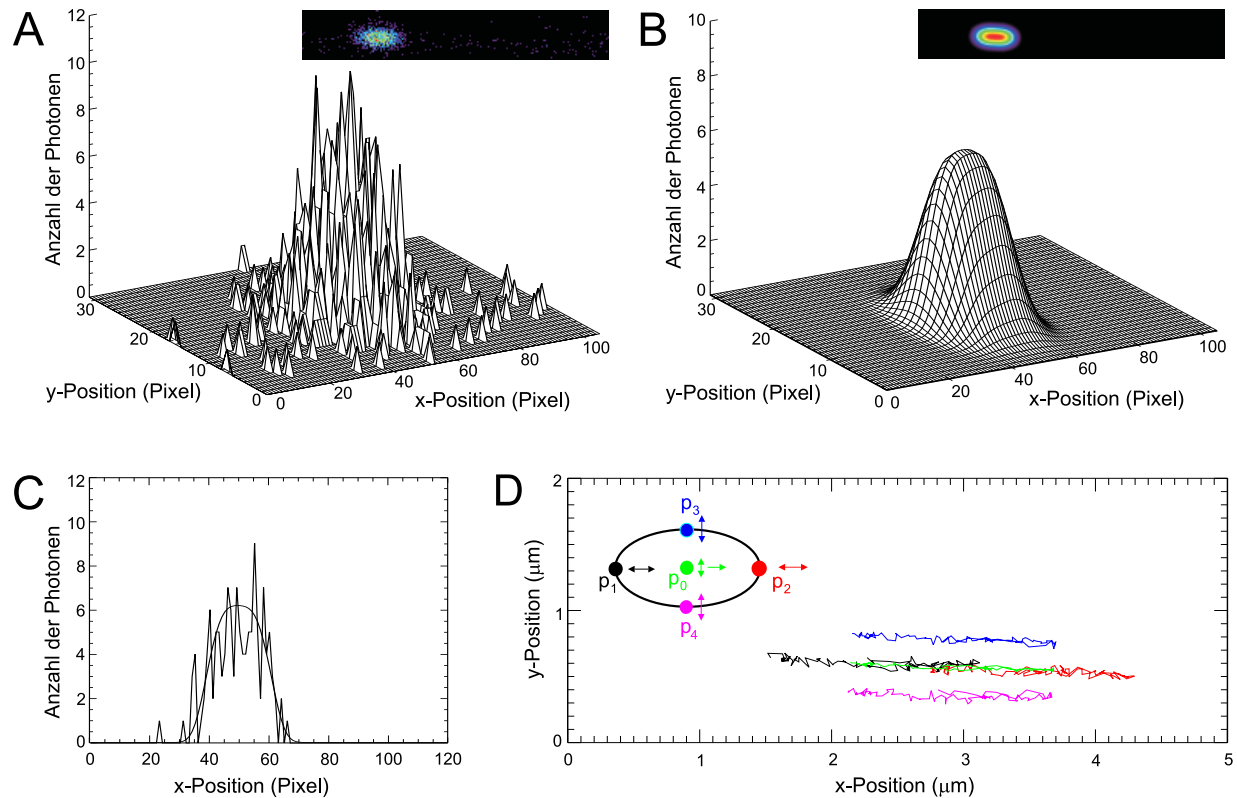 A
12
10
8
6
4
2
0
Anzahl der Photonen
30
20
10
0
y-Position (Pixel)
0
20
40
60
80
100
x-Position (Pixel)
B
10
8
6
4
2
0
Anzahl der Photonen
30
20
10
0
y-Position (Pixel)
0
20
40
60
80
100
x-Position (Pixel)
C
12
10
8
6
4
2
0
Anzahl der Photonen
0
20
40
60
80
100
120
x-Position (Pixel)
D
2
1
0
y-Position (μm)
p3
p1
p0
p2
p4
0
1
2
3
4
5
x-Position (μm)